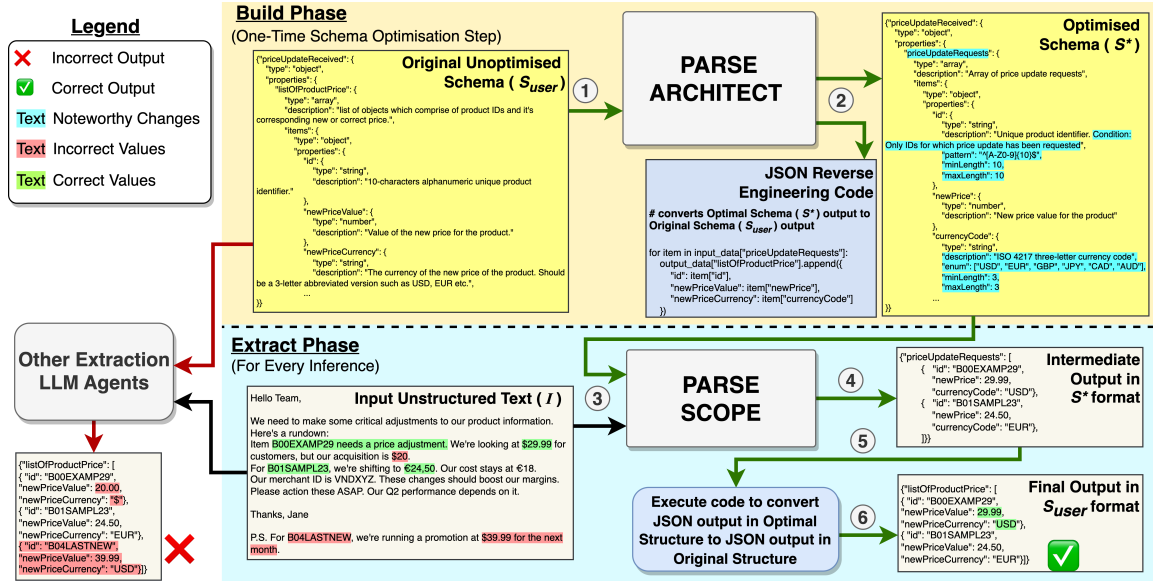 Legend
Incorrect Output
Correct Output
Text Noteworthy Changes
Text Incorrect Values
Text Correct Values
Build Phase
(One-Time Schema Optimisation Step)
Original Unoptimised
Schema ( Suser)
{"priceUpdateReceived": {
"type": "object",
"properties": {
"listOfProductPrice": {
"type": "array",
"description": "list of objects which comprise of product IDs and it's
corresponding new or correct price.",
"items": {
"type": "object",
"properties": {
"id": {
"type": "string",
"description": "10-characters alphanumeric unique product
identifier."
},
"newPriceValue": {
"type": "number",
"description": "Value of the new price for the product."
},
"newPriceCurrency": {
"type": "string",
"description": "The currency of the new price of the product. Should
be a 3-letter abbreviated version such as USD, EUR etc.",
...
}}
1
PARSE
ARCHITECT
2
JSON Reverse
Engineering Code
# converts Optimal Schema ( S*) output to
Original Schema ( Suser) output
for item in input_data["priceUpdateRequests"]:
output_data["listOfProductPrice"].append({
"id": item["id"],
"newPriceValue": item["newPrice"],
"newPriceCurrency": item["currencyCode"]
})
Optimised
Schema ( S*)
{"priceUpdateReceived": {
"type": "object",
"properties": {
"priceUpdateRequests": {
"type": "array",
"description": "Array of price update requests",
"items": {
"type": "object",
"properties": {
"id": {
"type": "string",
"description": "Unique product identifier. Condition:
Only IDs for which price update has been requested",
"pattern": "^[A-Z0-9]{10}$",
"minLength": 10,
"maxLength": 10
},
"newPrice": {
"type": "number",
"description": "New price value for the product"
},
"currencyCode": {
"type": "string",
"description": "ISO 4217 three-letter currency code",
"enum": ["USD", "EUR", "GBP", "JPY", "CAD", "AUD"],
"minLength": 3,
"maxLength": 3
...
}}
Extract Phase
(For Every Inference)
Other Extraction
LLM Agents
{"listOfProductPrice": [
{ "id": "B00EXAMP29",
"newPriceValue": 20.00,
"newPriceCurrency": "$"},
{ "id": "B01SAMPL23",
"newPriceValue": 24.50,
"newPriceCurrency": "EUR"},
{ "id": "B04LASTNEW",
"newPriceValue": 39.99,
"newPriceCurrency": "USD"}]}
Input Unstructured Text ( I )
Hello Team,
We need to make some critical adjustments to our product information.
Here's a rundown:
Item B00EXAMP29 needs a price adjustment. We're looking at $29.99 for
customers, but our acquisition is $20.
For B01SAMPL23, we're shifting to €24,50. Our cost stays at €18.
Our merchant ID is VNDXYZ. These changes should boost our margins.
Please action these ASAP. Our Q2 performance depends on it.
Thanks, Jane
P.S. For B04LASTNEW, we're running a promotion at $39.99 for the next
month.
3
PARSE
SCOPE
4
Intermediate
Output in
S* format
{"priceUpdateRequests": [
{ "id": "B00EXAMP29",
"newPrice": 29.99,
"currencyCode": "USD"},
{ "id": "B01SAMPL23",
"newPrice": 24.50,
"currencyCode": "EUR"},
]}}
5
Execute code to convert
JSON output in Optimal
Structure to JSON output in
Original Structure
6
Final Output in
Suser format
{"listOfProductPrice": [
{ "id": "B00EXAMP29",
"newPriceValue": 29.99,
"newPriceCurrency": "USD"},
{ "id": "B01SAMPL23",
"newPriceValue": 24.50,
"newPriceCurrency": "EUR"}]}